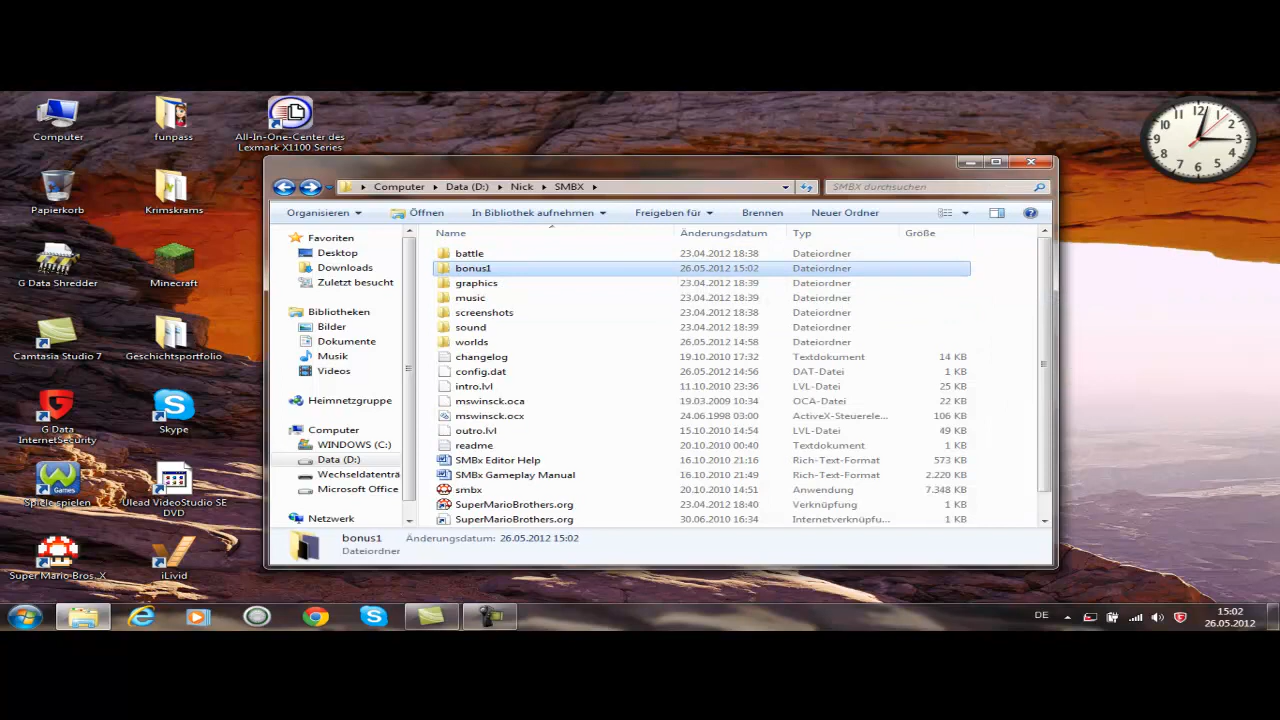 Computer
funpass
All-In-One-Center des
Lexmark X1100 Series
Papierkorb
Krimskrams
G Data Shredder
Minecraft
Camtasia Studio 7
Geschichtsportfolio
G Data
InternetSecurity
Skype
Spiele spielen
Ulead VideoStudio SE
DVD
Super Mario Bros. X
iLivid
12
1
2
3
4
5
6
7
8
9
10
11
Computer Data (D:) Nick SMBX
SMBX durchsuchen
Organisieren Öffnen In Bibliothek aufnehmen Freigeben für Brennen Neuer Ordner
Favoriten
Desktop
Downloads
Zuletzt besucht
Bibliotheken
Bilder
Dokumente
Musik
Videos
Heimnetzgruppe
Computer
WINDOWS (C:)
Data (D:)
Wechseldatenträ
Microsoft Office
Netzwerk
Name Änderungsdatum Typ Größe
battle 23.04.2012 18:38 Dateiordner
bonus1 26.05.2012 15:02 Dateiordner
graphics 23.04.2012 18:39 Dateiordner
music 23.04.2012 18:39 Dateiordner
screenshots 23.04.2012 18:38 Dateiordner
sound 23.04.2012 18:39 Dateiordner
worlds 26.05.2012 14:58 Dateiordner
changelog 19.10.2010 17:32 Textdokument 14 KB
config.dat 26.05.2012 14:56 DAT-Datei 1 KB
intro.lvl 11.10.2010 23:36 LVL-Datei 25 KB
mswinsck.oca 19.03.2009 10:34 OCA-Datei 22 KB
mswinsck.ocx 24.06.1998 03:00 ActiveX-Steuerele... 106 KB
outro.lvl 15.10.2010 14:54 LVL-Datei 49 KB
readme 20.10.2010 00:40 Textdokument 1 KB
SMBx Editor Help 16.10.2010 21:16 Rich-Text-Format 573 KB
SMBx Gameplay Manual 16.10.2010 21:49 Rich-Text-Format 2.220 KB
smbx 20.10.2010 14:51 Anwendung 7.348 KB
SuperMarioBrothers.org 23.04.2012 18:40 Verknüpfung 1 KB
SuperMarioBrothers.org 30.06.2010 16:34 Internetverknüpfu... 1 KB
bonus1 Änderungsdatum: 26.05.2012 15:02
Dateiordner
DE
15:02
26.05.2012